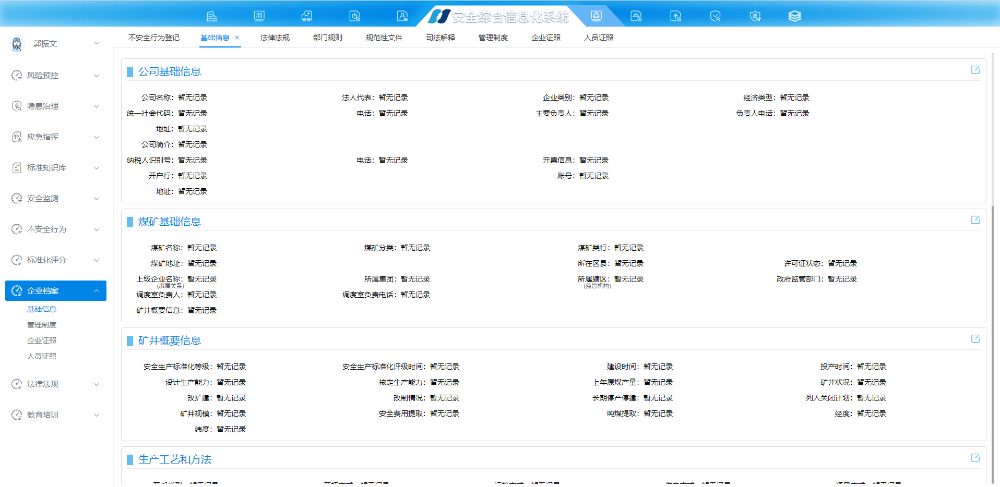 安全综合信息化系统
郭振文
不安全行为登记 基础信息 × 法律法规 部门规则 规范性文件 司法解释 管理制度 企业证照 人员证照
风险预控
隐患治理
应急指挥
标准知识库
安全监测
不安全行为
标准化评分
企业档案
基础信息
管理制度
企业证照
人员证照
法律法规
教育培训
公司基础信息
公司名称：暂无记录 法人代表：暂无记录 企业类别：暂无记录 经济类型：暂无记录
统一社会代码：暂无记录 电话：暂无记录 主要负责人：暂无记录 负责人电话：暂无记录
地址：暂无记录
公司简介：暂无记录
纳税人识别号：暂无记录 电话：暂无记录 开票信息：暂无记录
开户行：暂无记录 账号：暂无记录
地址：暂无记录
煤矿基础信息
煤矿名称：暂无记录 煤矿分类：暂无记录 煤矿类行：暂无记录
煤矿地址：暂无记录 所在区县：暂无记录 许可证状态：暂无记录
上级企业名称：暂无记录 所属集团：暂无记录 所属辖区：暂无记录 政府监管部门：暂无记录
(隶属关系) (监管机构)
调度室负责人：暂无记录 调度室负责电话：暂无记录
矿井概要信息：暂无记录
矿井概要信息
安全生产标准化等级：暂无记录 安全生产标准化评级时间：暂无记录 建设时间：暂无记录 投产时间：暂无记录
设计生产能力：暂无记录 核定生产能力：暂无记录 上年原煤产量：暂无记录 矿井状况：暂无记录
改扩建：暂无记录 改制情况：暂无记录 长期停产停建：暂无记录 列入关闭计划：暂无记录
矿井规模：暂无记录 安全费用提取：暂无记录 吨煤提取：暂无记录 经度：暂无记录
纬度：暂无记录
生产工艺和方法